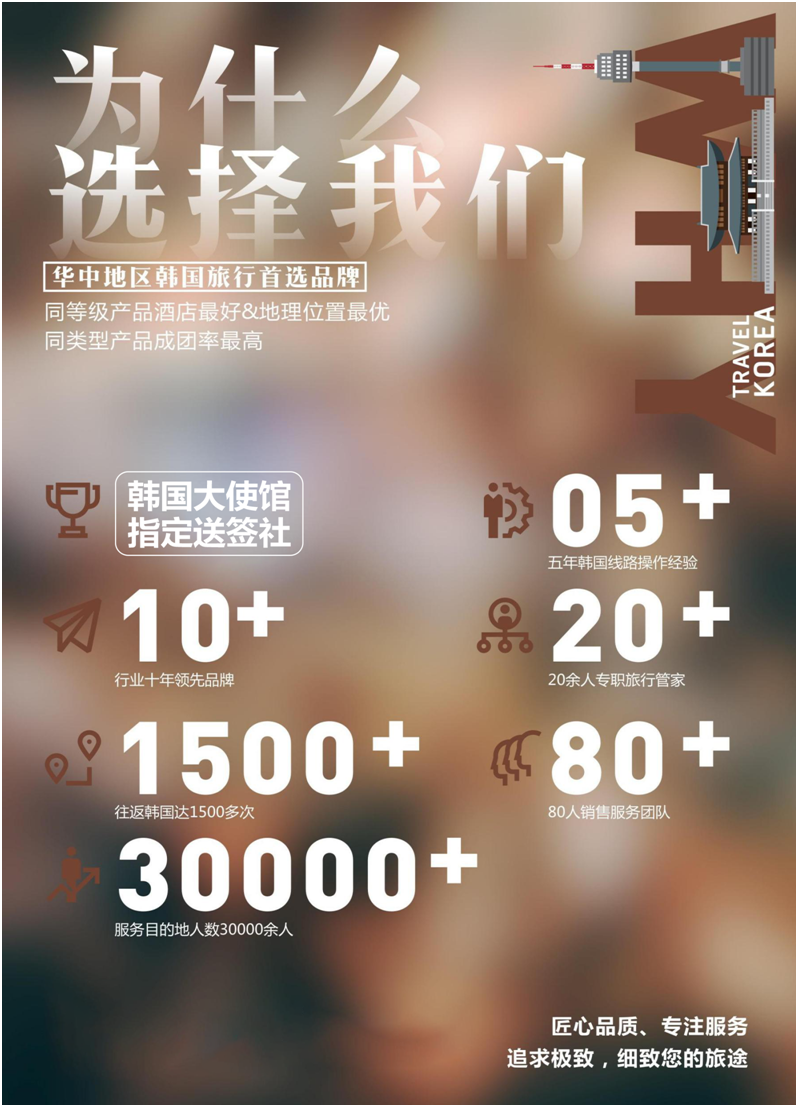 为什么
选择我们
WHY
TRAVEL
KOREA
华中地区韩国旅行首选品牌
同等级产品酒店最好&地理位置最优
同类型产品成团率最高
韩国大使馆
指定送签社
05+
五年韩国线路操作经验
10+
行业十年领先品牌
20+
20余人专职旅行管家
1500+
往返韩国达1500多次
80+
80人销售服务团队
30000+
服务目的地人数30000余人
匠心品质、专注服务
追求极致，细致您的旅途